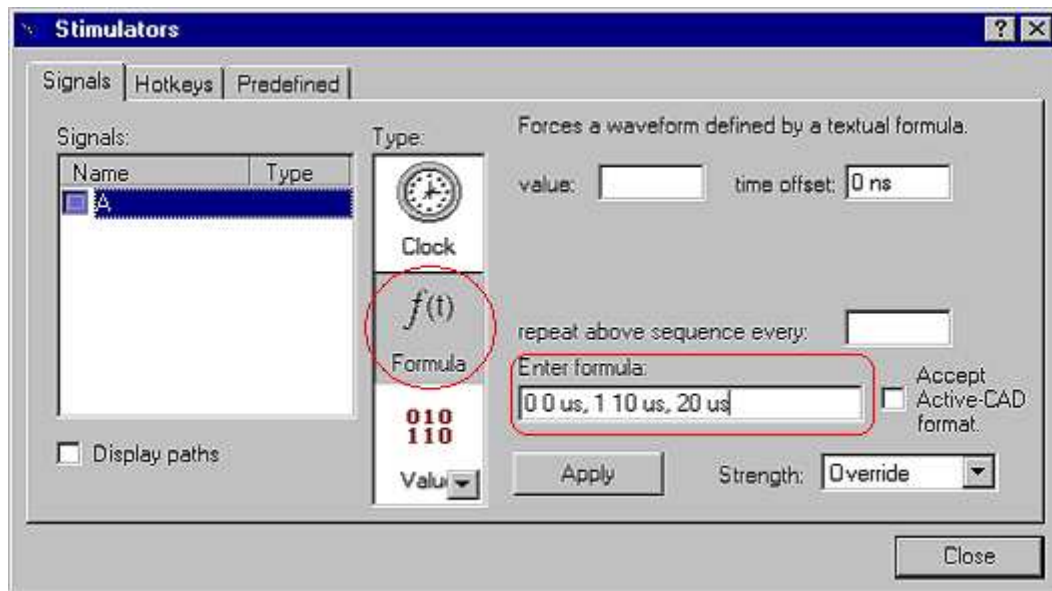 Stimulators
Signals Hotkeys Predefined
Signals:
Name Type
A
Display paths
Type:
Clock
f(t)
Formula
010
110
Valu
Forces a waveform defined by a textual formula.
value: time offset: 0 ns
repeat above sequence every:
Enter formula:
0 0 us, 1 10 us, 20 us
Accept
Active-CAD
format.
Apply Strength: Override
Close